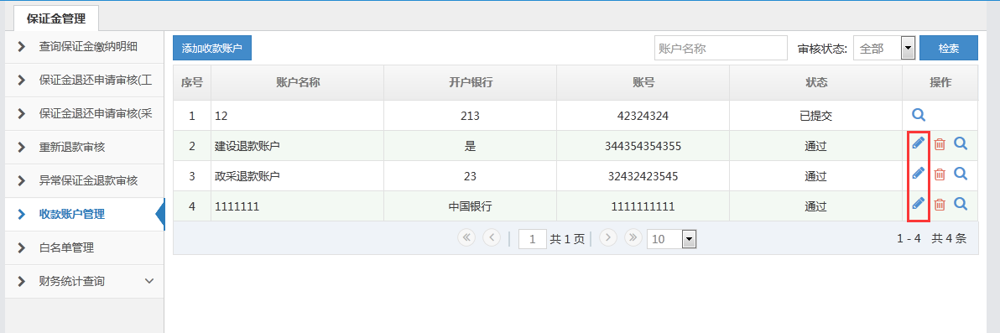 保证金管理
查询保证金缴纳明细
保证金退还申请审核(工
保证金退还申请审核(采
重新退款审核
异常保证金退款审核
收款账户管理
白名单管理
财务统计查询
添加收款账户 账户名称 审核状态: 全部 检索
序号 账户名称 开户银行 账号 状态 操作
1 12 213 42324324 已提交
2 建设退款账户 是 344354354355 通过
3 政采退款账户 23 32432423545 通过
4 1111111 中国银行 1111111111 通过
1 共 1 页 10 1 - 4 共 4 条